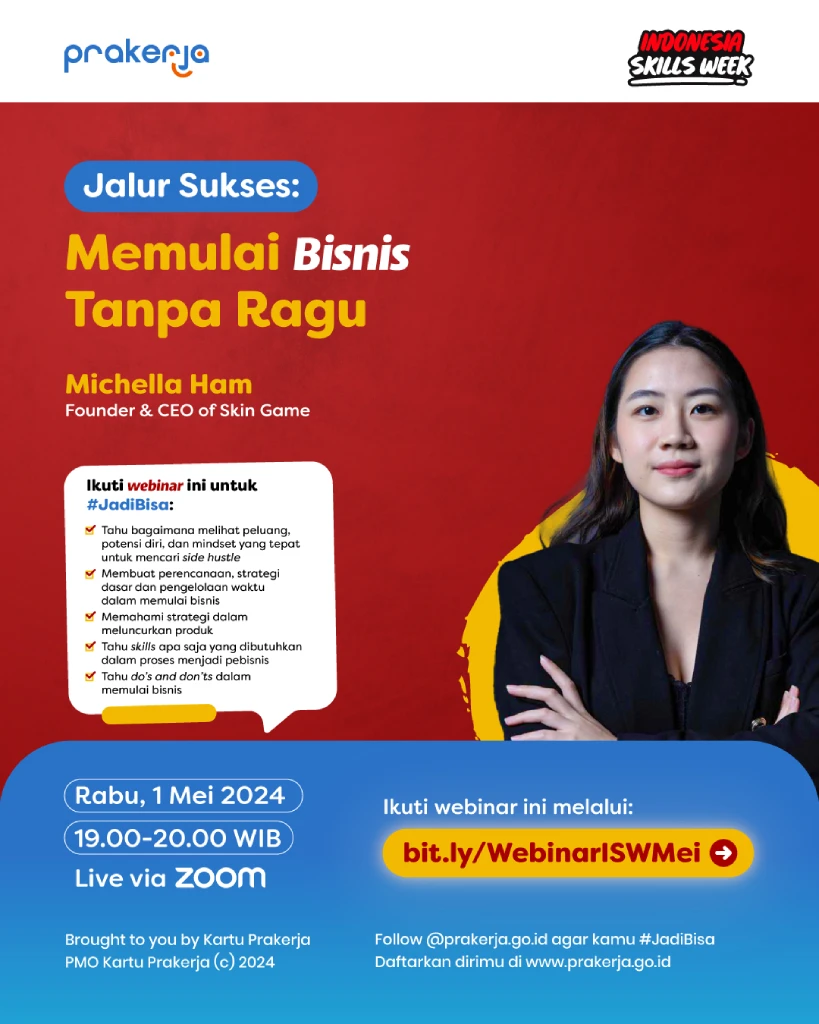 prakerja
INDONESIA
SKILLS WEEK
Jalur Sukses:
Memulai Bisnis
Tanpa Ragu
Michella Ham
Founder & CEO of Skin Game
Ikuti webinar ini untuk
#JadiBisa:
Tahu bagaimana melihat peluang,
potensi diri, dan mindset yang tepat
untuk mencari side hustle
Membuat perencanaan, strategi
dasar dan pengelolaan waktu
dalam memulai bisnis
Memahami strategi dalam
meluncurkan produk
Tahu skills apa saja yang dibutuhkan
dalam proses menjadi pebisnis
Tahu do's and don'ts dalam
memulai bisnis
Rabu, 1 Mei 2024
19.00-20.00 WIB
Live via zoom
Ikuti webinar ini melalui:
bit.ly/WebinarISWMei
Brought to you by Kartu Prakerja
PMO Kartu Prakerja (c) 2024
Follow @prakerja.go.id agar kamu #JadiBisa
Daftarkan dirimu di www.prakerja.go.id